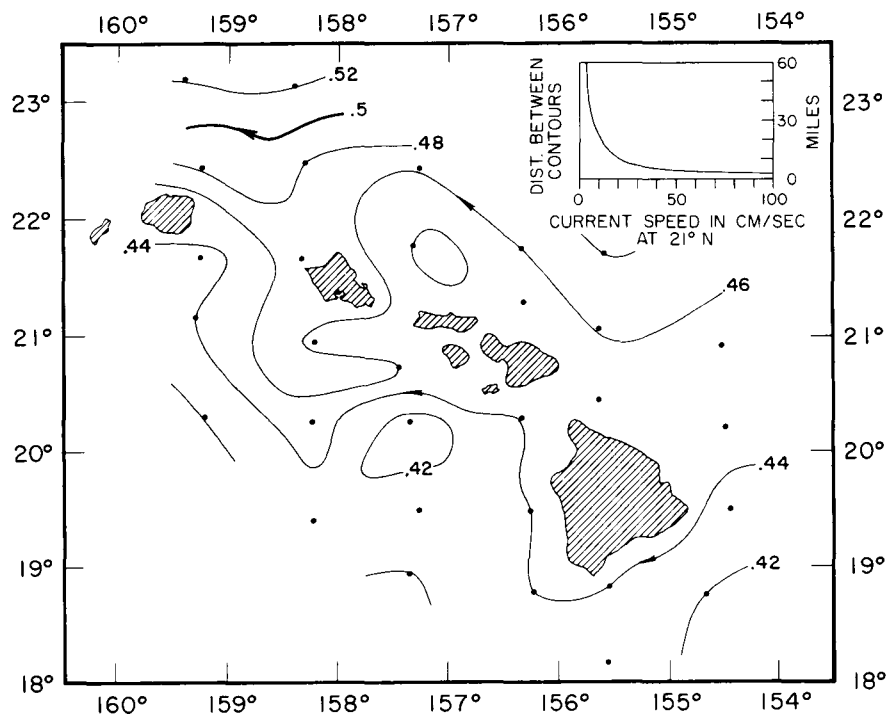 160° 159° 158° 157° 156° 155° 154°
23° 23°
22° 22°
21° 21°
20° 20°
19° 19°
18° 18°
160° 159° 158° 157° 156° 155° 154°
.52
.5
.48
.44
.46
.44
.42
.42
DIST. BETWEEN
CONTOURS
60
30
0
MILES
0 50 100
CURRENT SPEED IN CM/SEC
AT 21° N